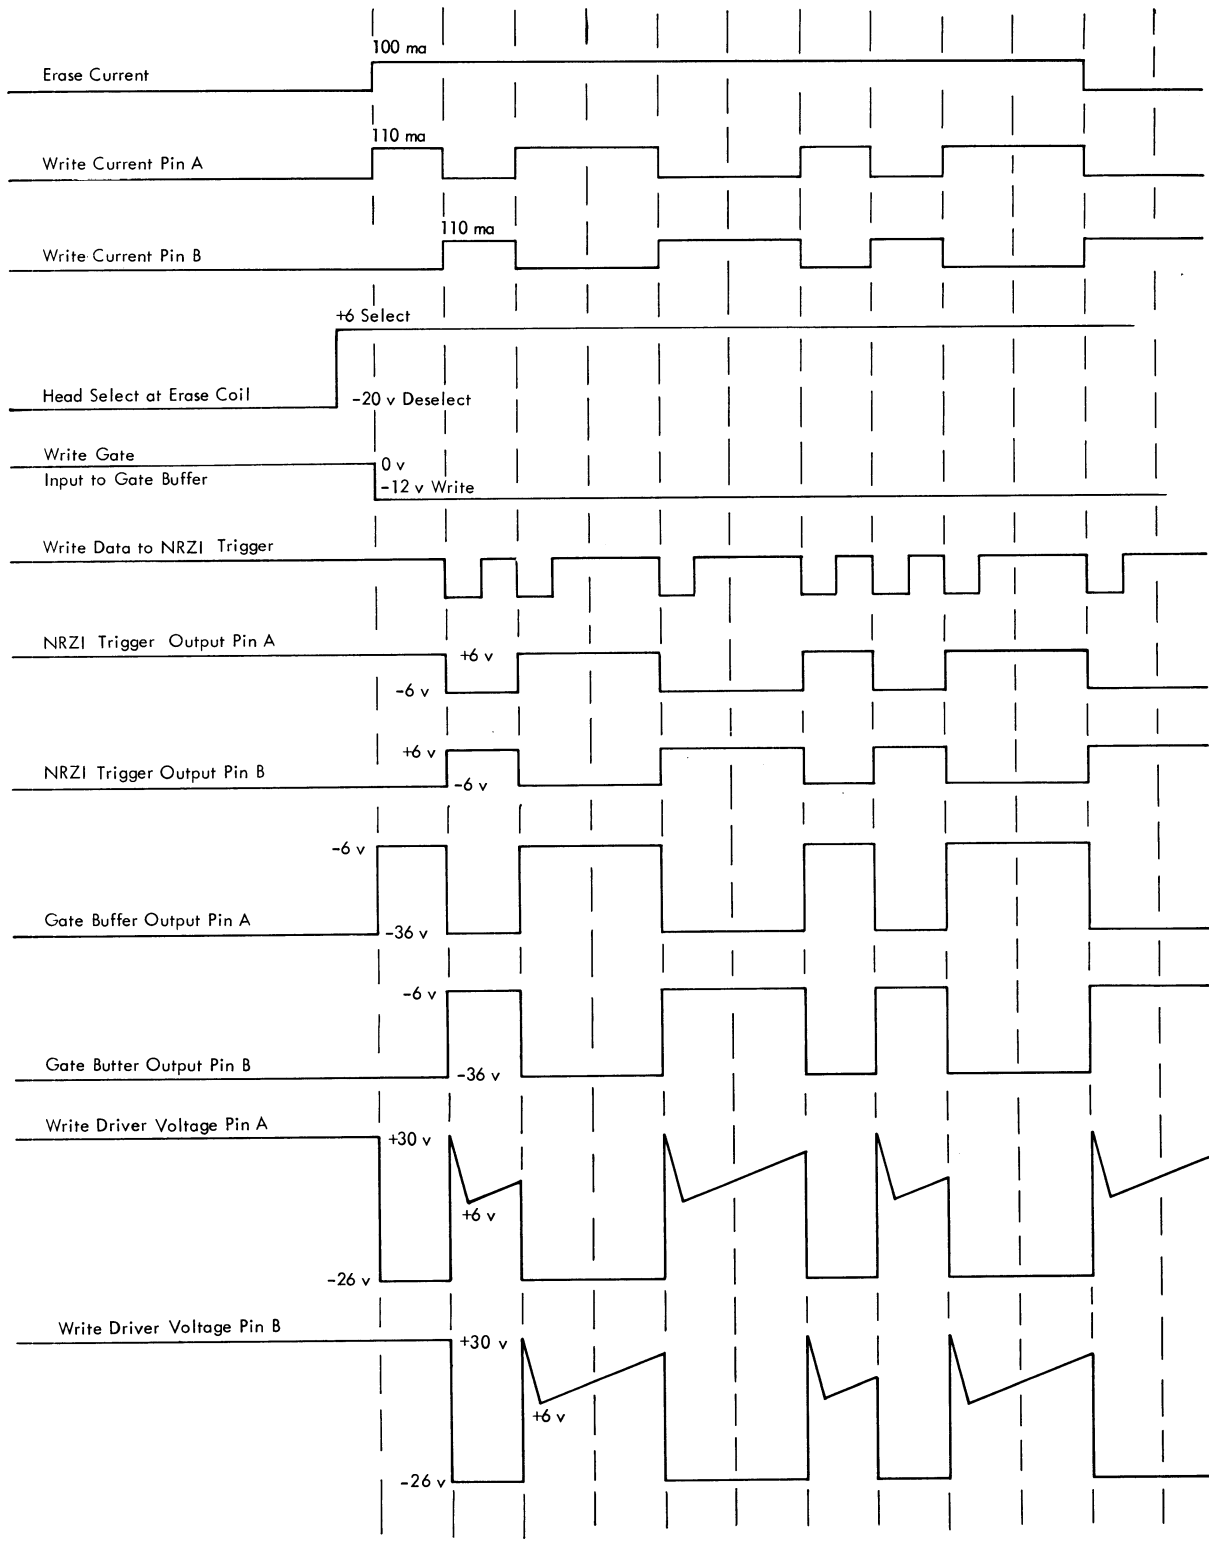 100 ma
Erase Current
110 ma
Write Current Pin A
110 ma
Write Current Pin B
+6 Select
Head Select at Erase Coil
-20 v Deselect
Write Gate
0 v
Input to Gate Buffer
-12 v Write
Write Data to NRZI Trigger
NRZI Trigger Output Pin A
+6 v
-6 v
+6 v
NRZI Trigger Output Pin B
-6 v
-6 v
Gate Buffer Output Pin A
-36 v
-6 v
Gate Butter Output Pin B
-36 v
Write Driver Voltage Pin A
+30 v
+6 v
-26 v
Write Driver Voltage Pin B
+30 v
+6 v
-26 v